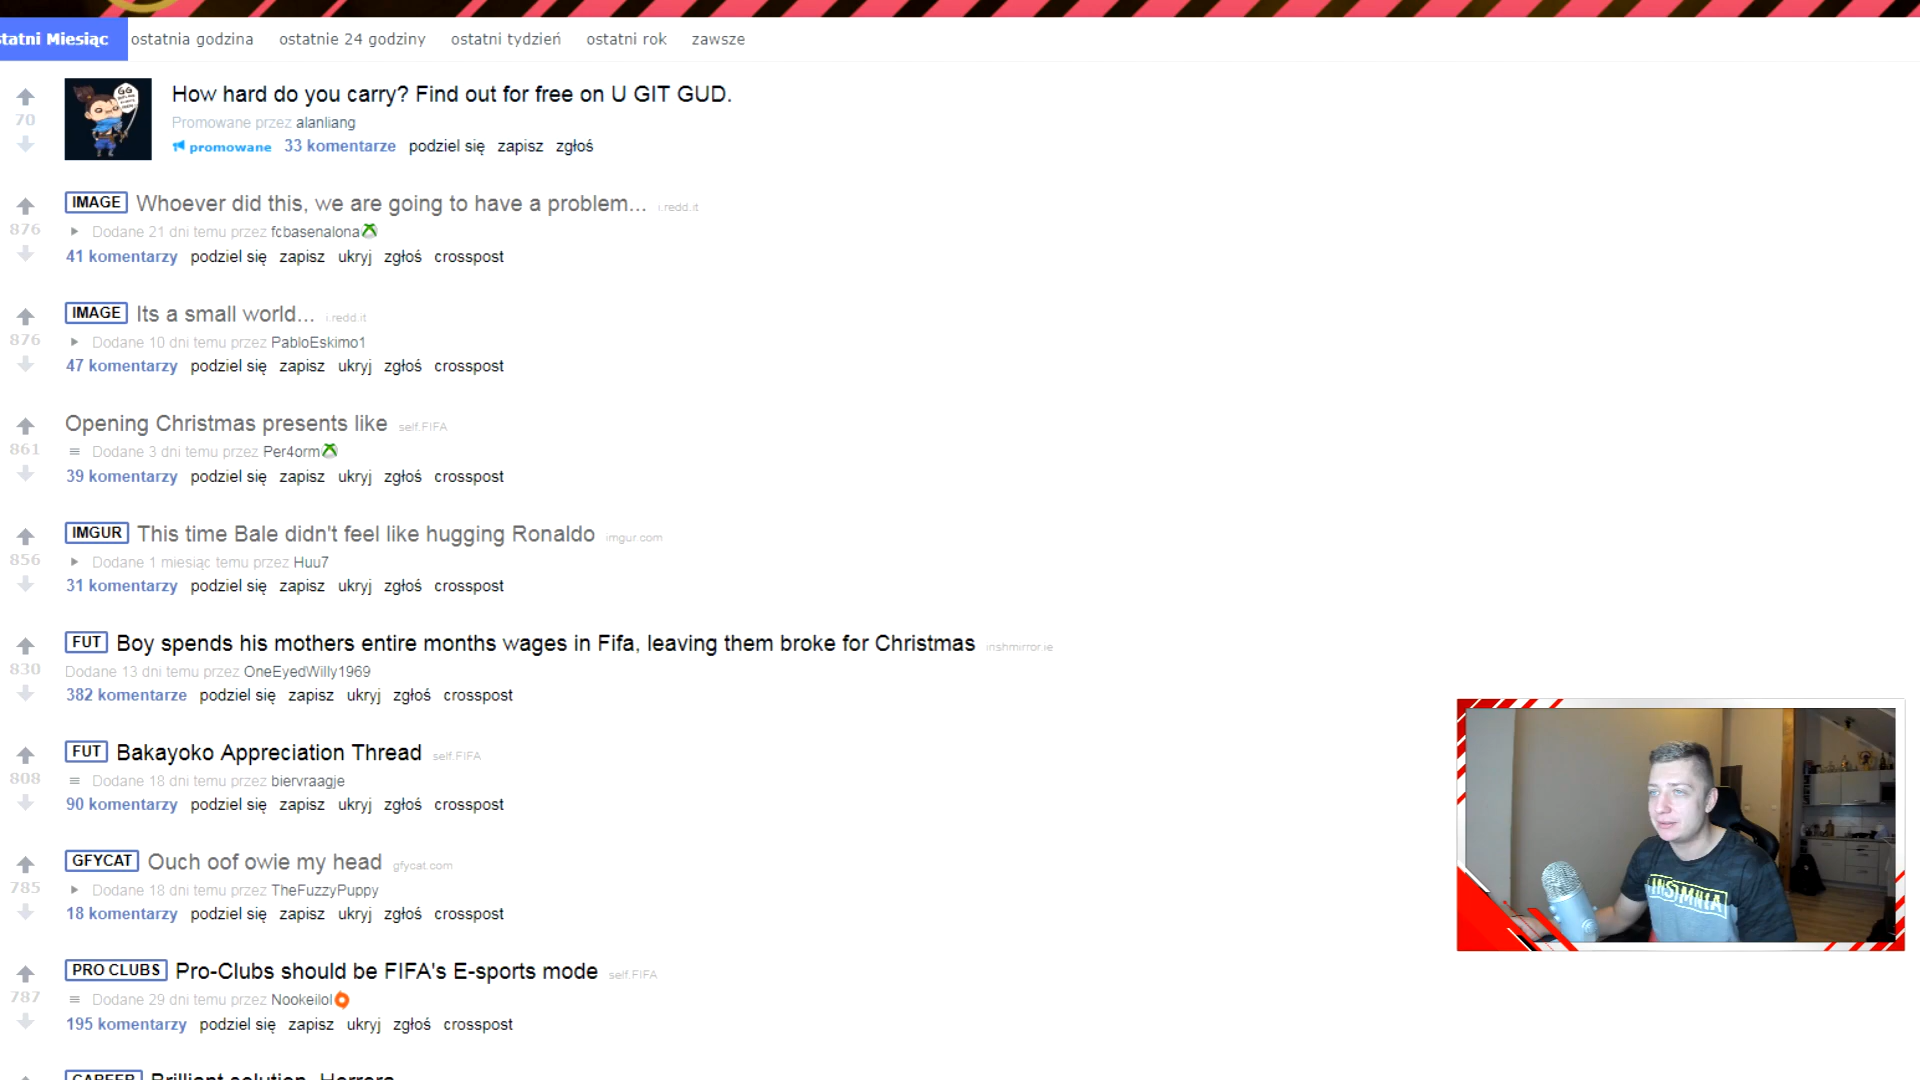 statni Miesiąc ostatnia godzina ostatnie 24 godziny ostatni tydzień ostatni rok zawsze
How hard do you carry? Find out for free on U GIT GUD.
70
Promowane przez alanliang
promowane 33 komentarze podziel się zapisz zgłoś
IMAGE Whoever did this, we are going to have a problem... i.redd.it
876
Dodane 21 dni temu przez fcbasenalona
41 komentarzy podziel się zapisz ukryj zgłoś crosspost
IMAGE Its a small world... i.redd.it
876
Dodane 10 dni temu przez PabloEskimo1
47 komentarzy podziel się zapisz ukryj zgłoś crosspost
Opening Christmas presents like self.FIFA
861
Dodane 3 dni temu przez Per4orm
39 komentarzy podziel się zapisz ukryj zgłoś crosspost
IMGUR This time Bale didn't feel like hugging Ronaldo imgur.com
856
Dodane 1 miesiąc temu przez Huu7
31 komentarzy podziel się zapisz ukryj zgłoś crosspost
FUT Boy spends his mothers entire months wages in Fifa, leaving them broke for Christmas irishmirror.ie
830
Dodane 13 dni temu przez OneEyedWilly1969
382 komentarze podziel się zapisz ukryj zgłoś crosspost
FUT Bakayoko Appreciation Thread self.FIFA
808
Dodane 18 dni temu przez biervraagje
90 komentarzy podziel się zapisz ukryj zgłoś crosspost
GFYCAT Ouch oof owie my head gfycat.com
785
Dodane 18 dni temu przez TheFuzzyPuppy
18 komentarzy podziel się zapisz ukryj zgłoś crosspost
PRO CLUBS Pro-Clubs should be FIFA's E-sports mode self.FIFA
787
Dodane 29 dni temu przez Nookeilol
195 komentarzy podziel się zapisz ukryj zgłoś crosspost
CAREER Brilliant solution, Herrera
INSOMNIA